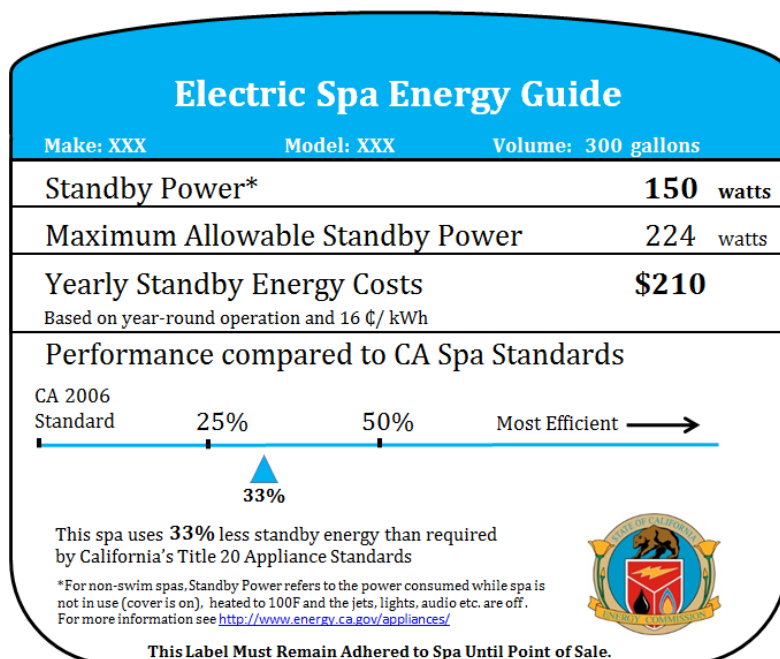 Electric Spa Energy Guide
Make: XXX Model: XXX Volume: 300 gallons
Standby Power* 150 watts
Maximum Allowable Standby Power 224 watts
Yearly Standby Energy Costs $210
Based on year-round operation and 16 ₵/ kWh
Performance compared to CA Spa Standards
CA 2006
Standard 25% 50% Most Efficient
33%
This spa uses 33% less standby energy than required
by California's Title 20 Appliance Standards
*For non-swim spas, Standby Power refers to the power consumed while spa is
not in use (cover is on), heated to 100F and the jets, lights, audio etc. are off.
For more information see http://www.energy.ca.gov/appliances/
STATE OF CALIFORNIA
ENERGY COMMISSION
This Label Must Remain Adhered to Spa Until Point of Sale.